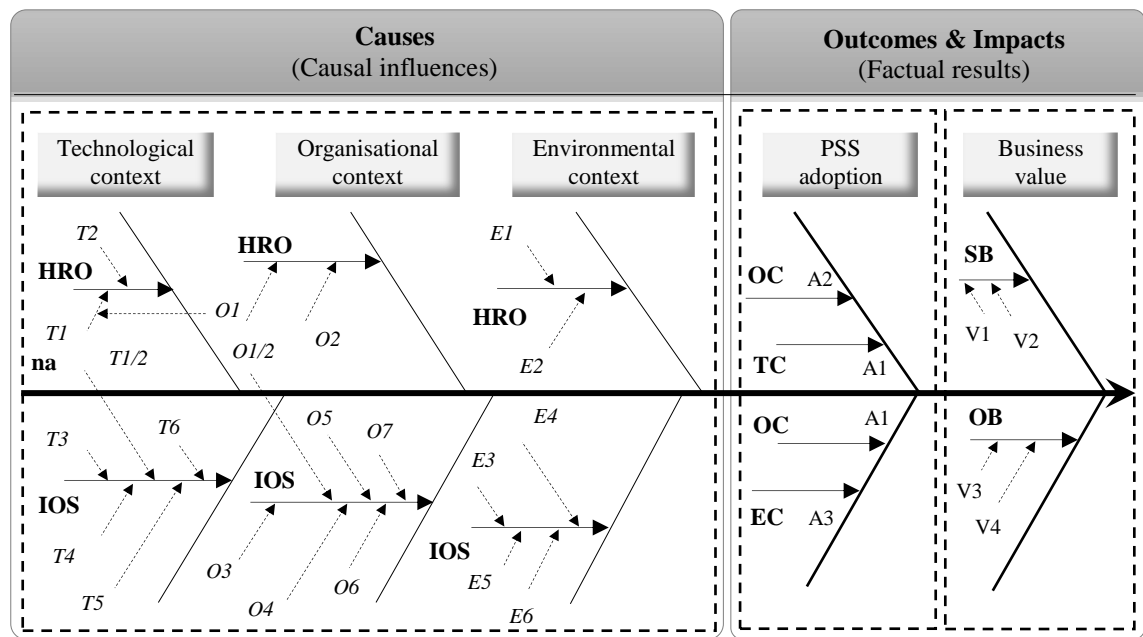 Causes
(Causal influences)
Outcomes & Impacts
(Factual results)
Technological
context
Organisational
context
Environmental
context
PSS
adoption
Business
value
T2
HRO
T1
na
T1/2
HRO
O1
O1/2
O2
E1
HRO
E2
OC
A2
TC
A1
SB
V1
V2
T3
T6
IOS
T4
T5
O5
O7
IOS
O3
O4
O6
E4
E3
IOS
E5
E6
OC
A1
EC
A3
OB
V3
V4